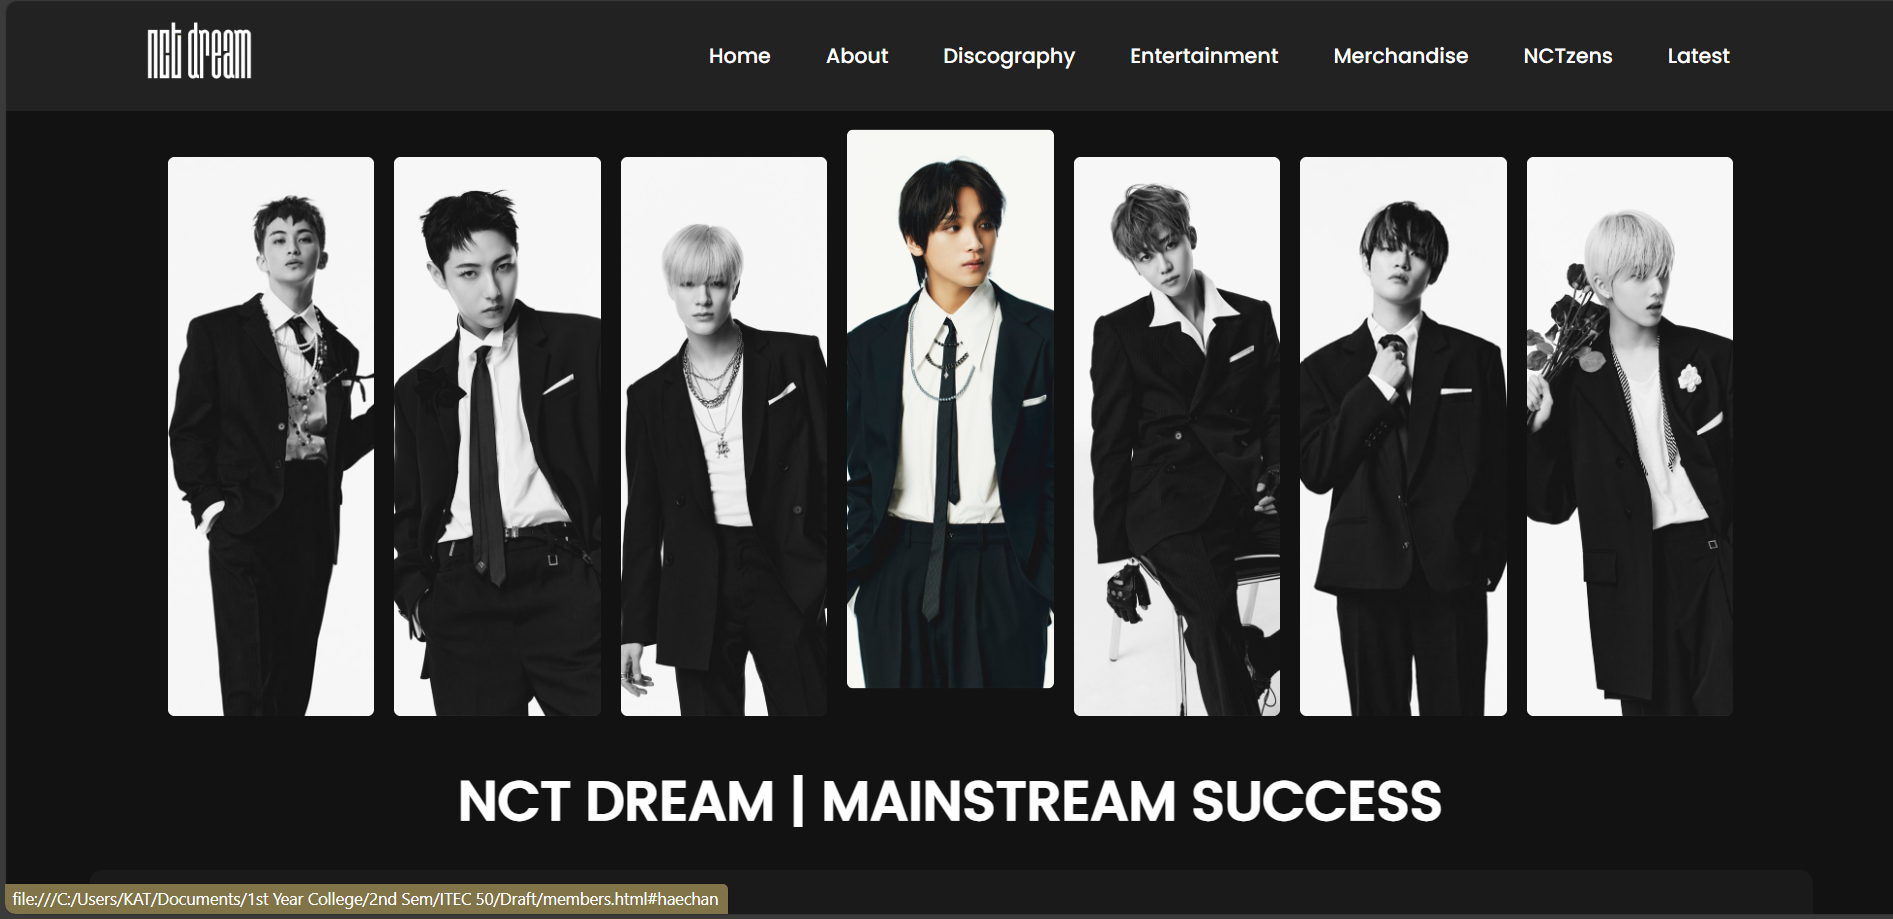 nct dream
Home About Discography Entertainment Merchandise NCTzens Latest
NCT DREAM | MAINSTREAM SUCCESS
file:///C:/Users/KAT/Documents/1st Year College/2nd Sem/ITEC 50/Draft/members.html#haechan